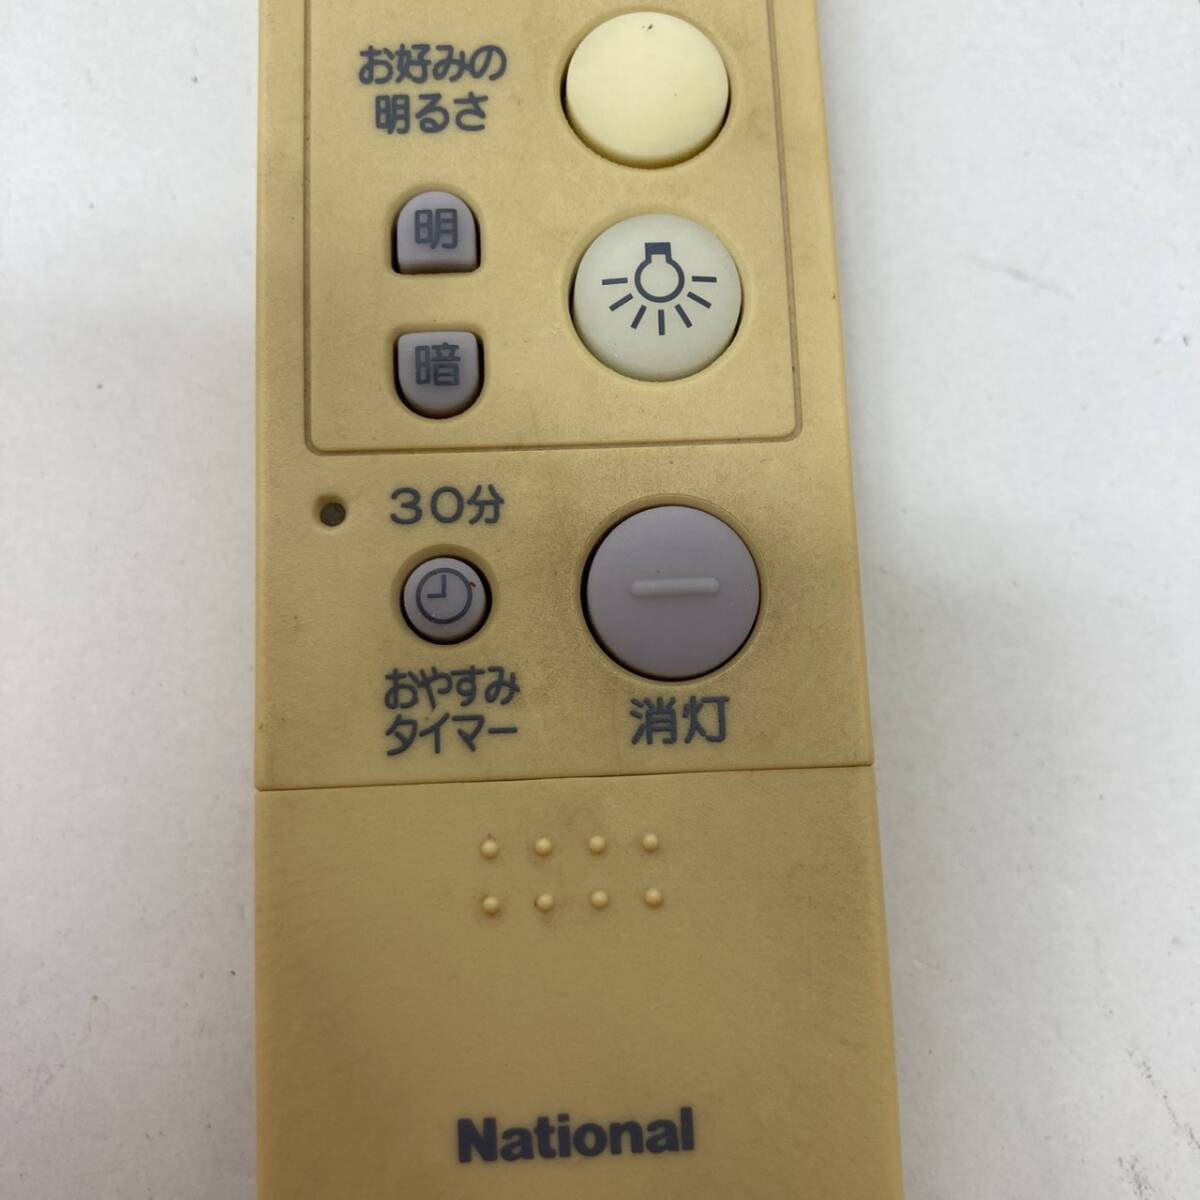 お好みの
明るさ
明
暗
30分
おやすみ
タイマー
消灯
National